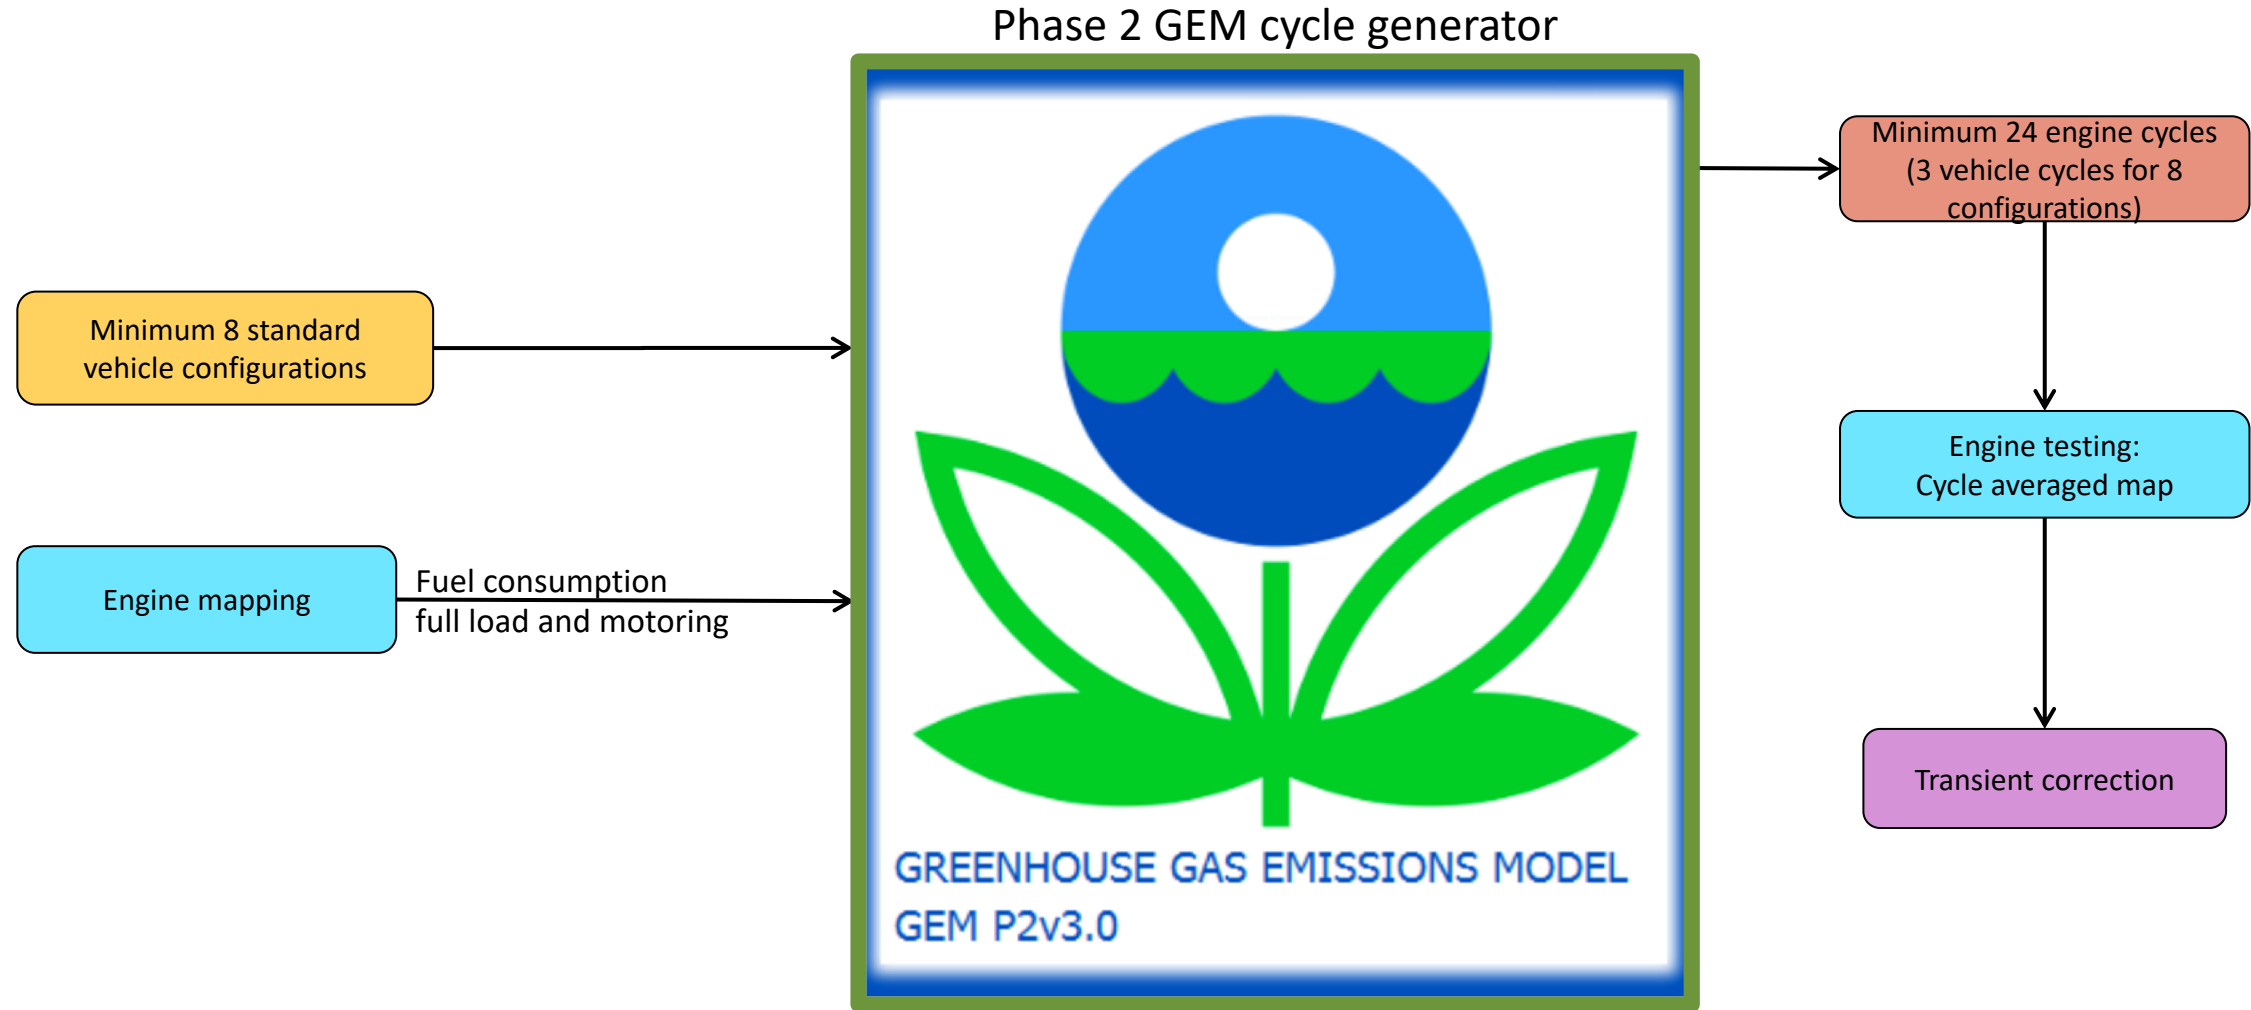 Phase 2 GEM cycle generator
Minimum 8 standard
vehicle configurations
Engine mapping
Fuel consumption
full load and motoring
GREENHOUSE GAS EMISSIONS MODEL
GEM P2v3.0
Minimum 24 engine cycles
(3 vehicle cycles for 8
configurations)
Engine testing:
Cycle averaged map
Transient correction